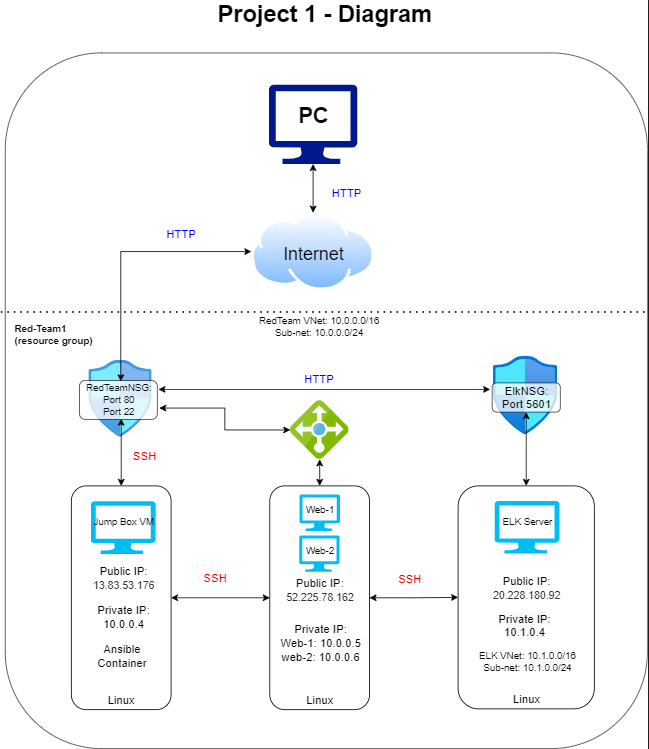 Project 1 - Diagram
PC
HTTP
HTTP
Internet
RedTeam VNet: 10.0.0.0/16
Sub-net: 10.0.0.0/24
Red-Team1
(resource group)
RedTeamNSG:
Port 80
Port 22
HTTP
ElkNSG:
Port 5601
SSH
Jump Box VM
Public IP:
13.83.53.176
Private IP:
10.0.0.4
Ansible
Container
Linux
SSH
Web-1
Web-2
Public IP:
52.225.78.162
Private IP:
Web-1: 10.0.0.5
web-2: 10.0.0.6
Linux
SSH
ELK Server
Public IP:
20.228.180.92
Private IP:
10.1.0.4
ELK VNet: 10.1.0.0/16
Sub-net: 10.1.0.0/24
Linux